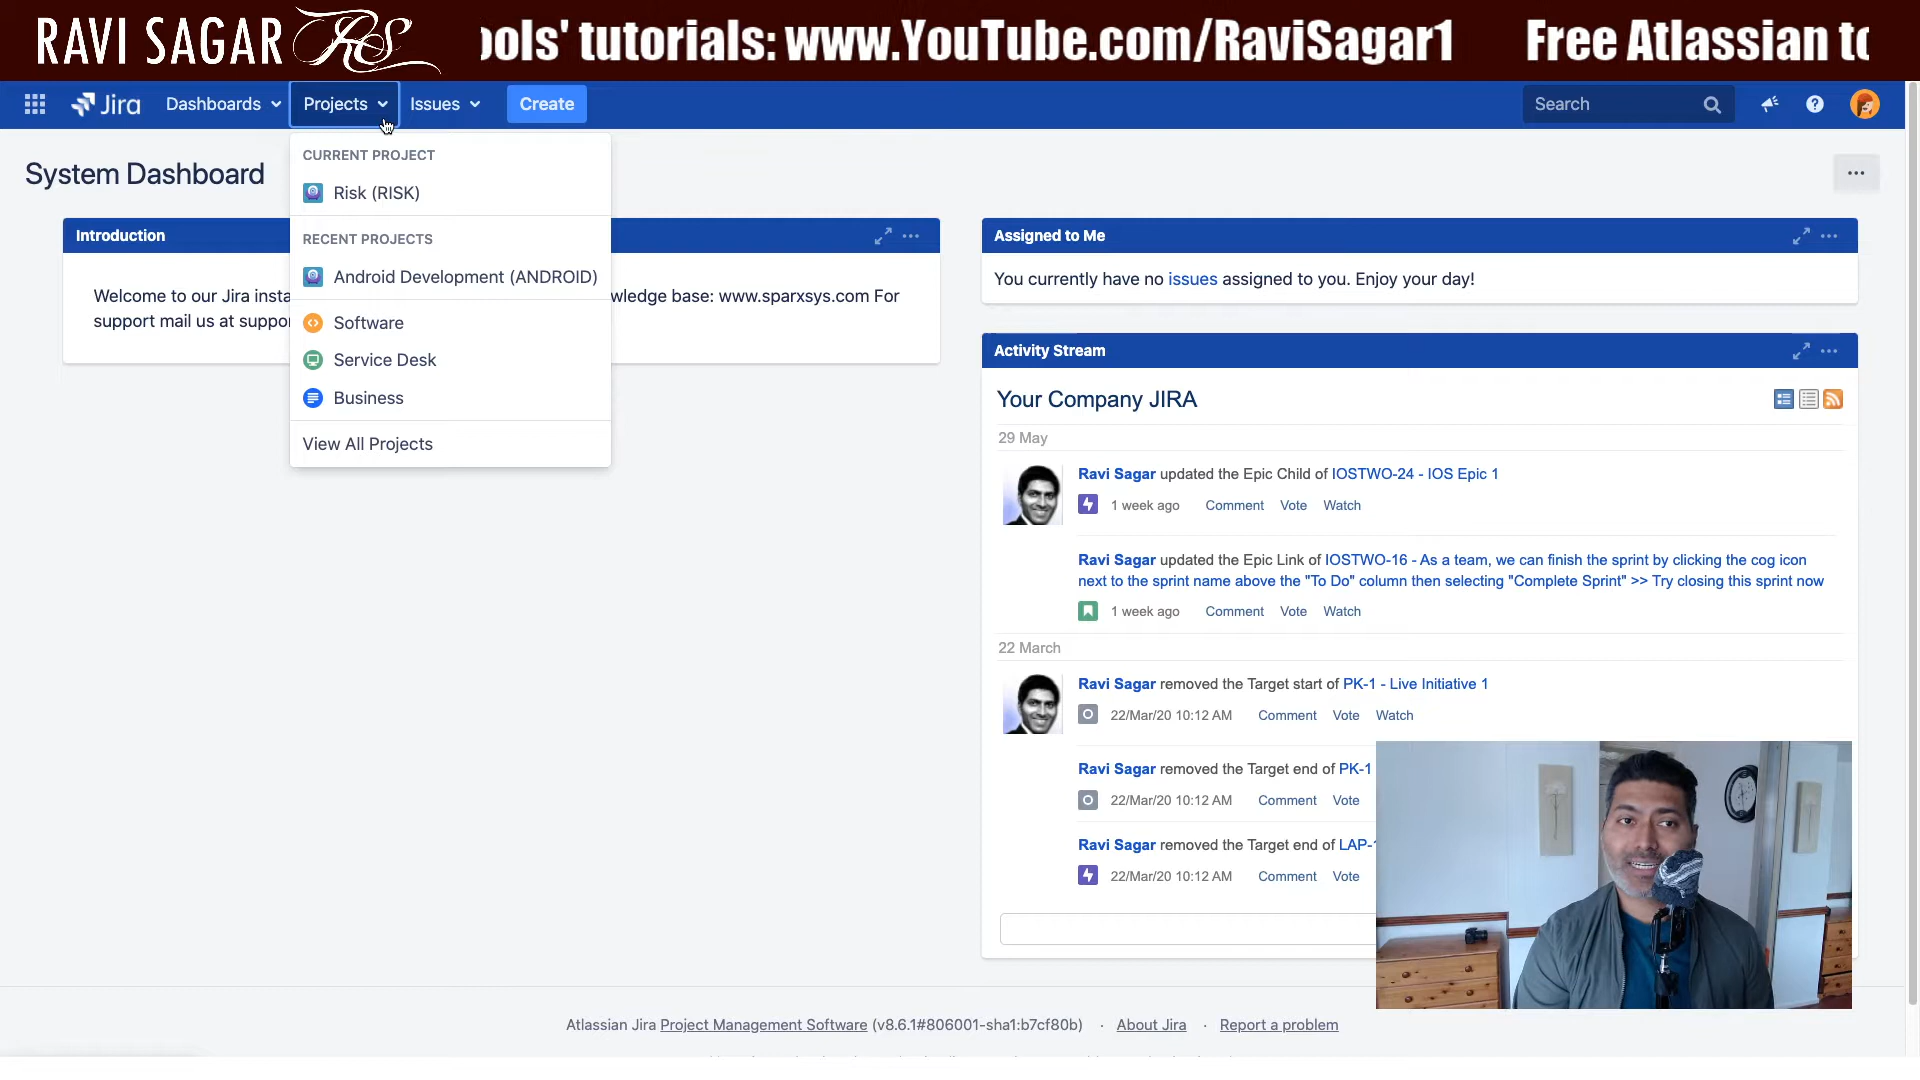 RAVI SAGAR RS
ools' tutorials: www.YouTube.com/RaviSagar1 Free Atlassian to
Jira Dashboards Projects Issues Create Search
System Dashboard
CURRENT PROJECT
Risk (RISK)
RECENT PROJECTS
Android Development (ANDROID)
Software
Service Desk
Business
View All Projects
Introduction
Welcome to our Jira insta
wledge base: www.sparxsys.com For
support mail us at suppo
Assigned to Me
You currently have no issues assigned to you. Enjoy your day!
Activity Stream
Your Company JIRA
29 May
Ravi Sagar updated the Epic Child of IOSTWO-24 - IOS Epic 1
1 week ago Comment Vote Watch
Ravi Sagar updated the Epic Link of IOSTWO-16 - As a team, we can finish the sprint by clicking the cog icon
next to the sprint name above the "To Do" column then selecting "Complete Sprint" >> Try closing this sprint now
1 week ago Comment Vote Watch
22 March
Ravi Sagar removed the Target start of PK-1 - Live Initiative 1
22/Mar/20 10:12 AM Comment Vote Watch
Ravi Sagar removed the Target end of PK-1
22/Mar/20 10:12 AM Comment Vote
Ravi Sagar removed the Target end of LAP-1
22/Mar/20 10:12 AM Comment Vote
Atlassian Jira Project Management Software (v8.6.1#806001-sha1:b7cf80b) · About Jira · Report a problem